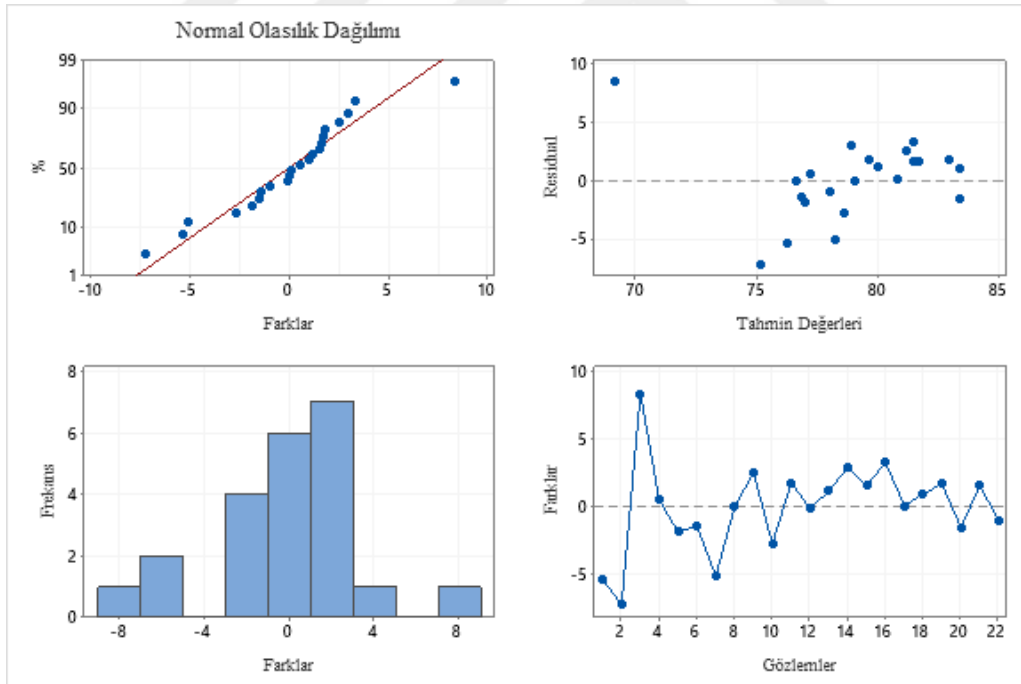 Normal Olasılık Dağılımı
99
90
50
10
1
%
-10 -5 0 5 10
Farklar
10
5
0
-5
Residual
70 75 80 85
Tahmin Değerleri
8
6
4
2
0
Frekans
-8 -4 0 4 8
Farklar
10
5
0
-5
Farklar
2 4 6 8 10 12 14 16 18 20 22
Gözlemler